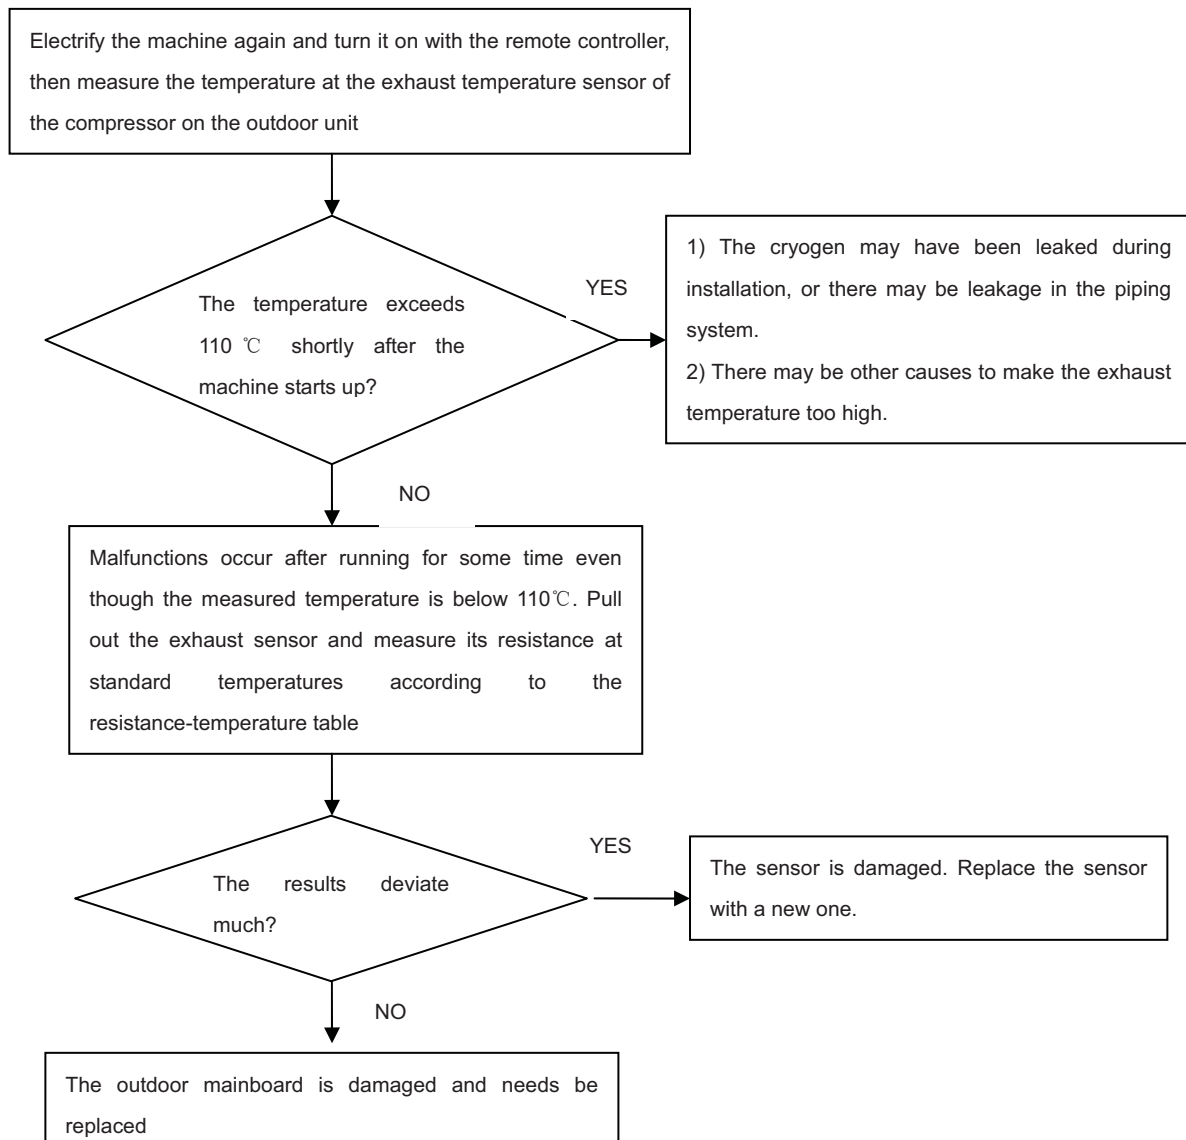 Electrify the machine again and turn it on with the remote controller,
then measure the temperature at the exhaust temperature sensor of
the compressor on the outdoor unit
The temperature exceeds
110 ℃ shortly after the
machine starts up?
YES
1) The cryogen may have been leaked during
installation, or there may be leakage in the piping
system.
2) There may be other causes to make the exhaust
temperature too high.
NO
Malfunctions occur after running for some time even
though the measured temperature is below 110℃. Pull
out the exhaust sensor and measure its resistance at
standard temperatures according to the
resistance-temperature table
The results deviate
much?
YES
The sensor is damaged. Replace the sensor
with a new one.
NO
The outdoor mainboard is damaged and needs be
replaced